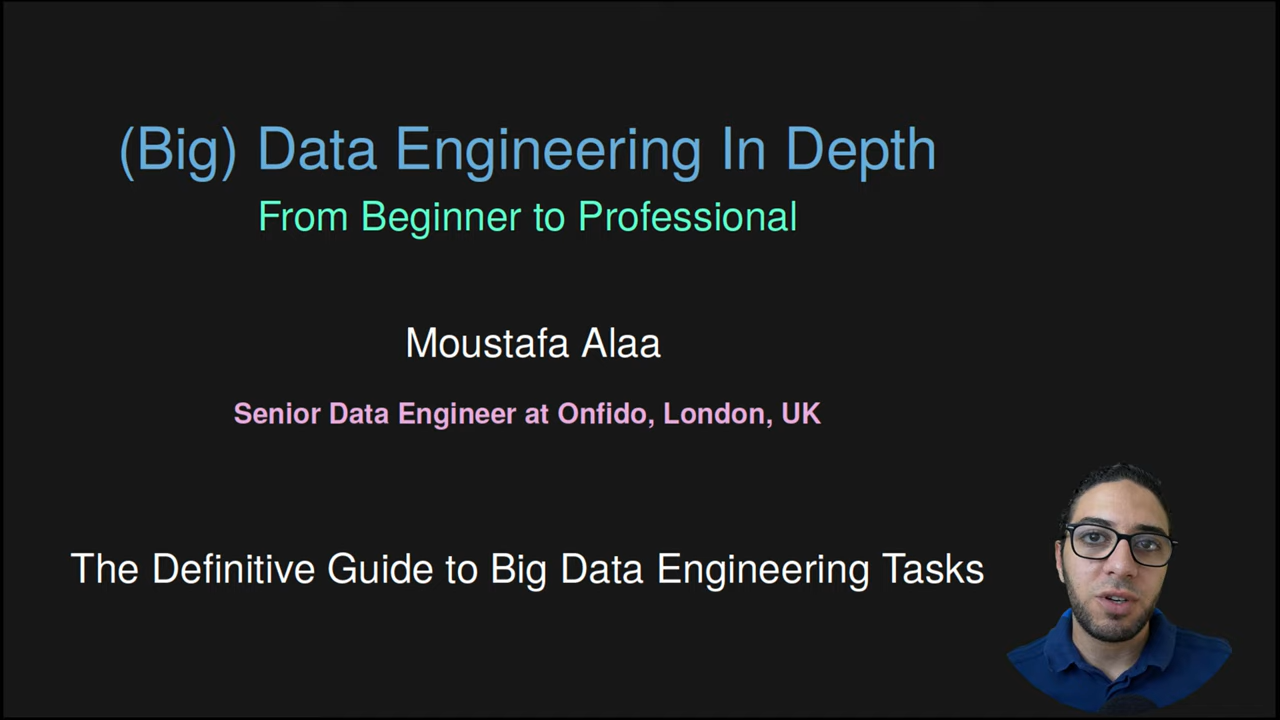 (Big) Data Engineering In Depth
From Beginner to Professional
Moustafa Alaa
Senior Data Engineer at Onfido, London, UK
The Definitive Guide to Big Data Engineering Tasks